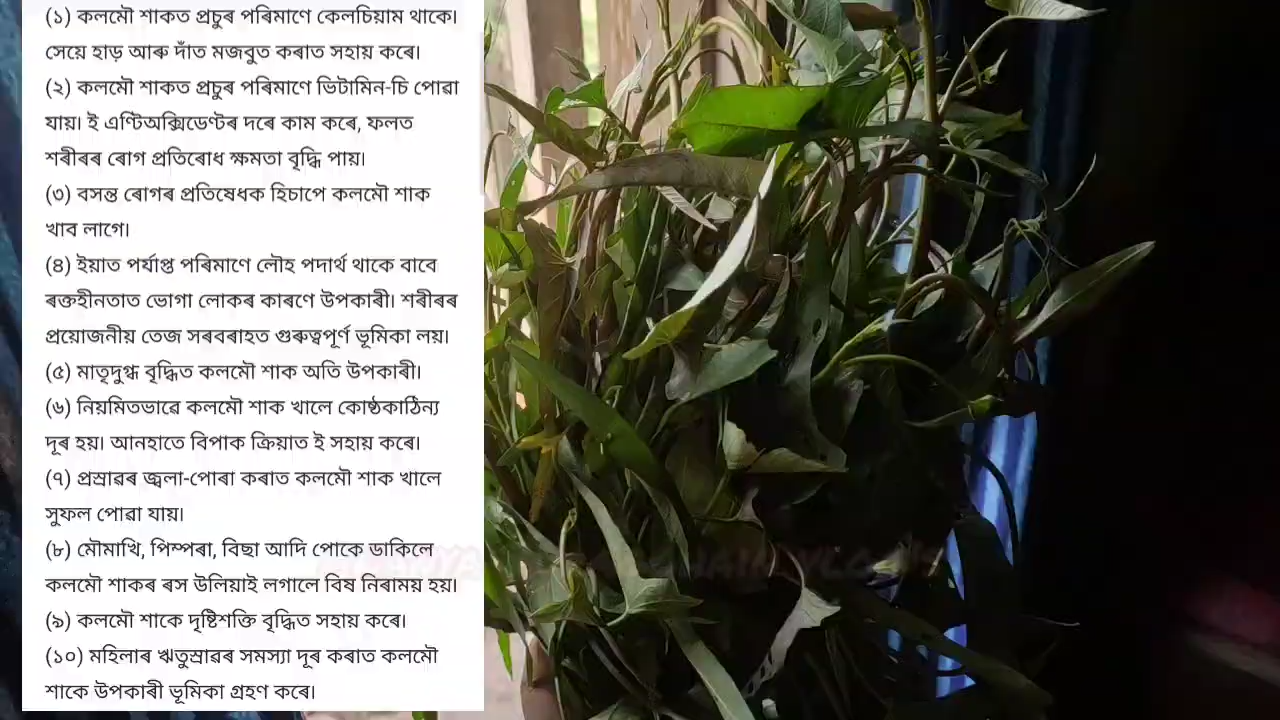 (১) কলমৌ শাকত প্ৰচুৰ পৰিমাণে কেলচিয়াম থাকে।
সেয়ে হাড় আৰু দাঁত মজবুত কৰাত সহায় কৰে।
(২) কলমৌ শাকত প্ৰচুৰ পৰিমাণে ভিটামিন-চি পোৱা
যায়। ই এণ্টিঅক্সিডেণ্টৰ দৰে কাম কৰে, ফলত
শৰীৰৰ ৰোগ প্ৰতিৰোধ ক্ষমতা বৃদ্ধি পায়।
(৩) বসন্ত ৰোগৰ প্ৰতিষেধক হিচাপে কলমৌ শাক
খাব লাগে।
(৪) ইয়াত পৰ্যাপ্ত পৰিমাণে লৌহ পদাৰ্থ থাকে বাবে
ৰক্তহীনতাত ভোগা লোকৰ কাৰণে উপকাৰী। শৰীৰৰ
প্ৰয়োজনীয় তেজ সৰবৰাহত গুৰুত্বপূৰ্ণ ভূমিকা লয়।
(৫) মাতৃদুগ্ধ বৃদ্ধিত কলমৌ শাক অতি উপকাৰী।
(৬) নিয়মিতভাৱে কলমৌ শাক খালে কোষ্ঠকাঠিন্য
দূৰ হয়। আনহাতে বিপাক ক্ৰিয়াত ই সহায় কৰে।
(৭) প্ৰস্ৰাৱৰ জ্বলা-পোৰা কৰাত কলমৌ শাক খালে
সুফল পোৱা যায়।
(৮) মৌমাখি, পিম্পৰা, বিছা আদি পোকে ডাকিলে
কলমৌ শাকৰ ৰস উলিয়াই লগালে বিষ নিৰাময় হয়।
(৯) কলমৌ শাকে দৃষ্টিশক্তি বৃদ্ধিত সহায় কৰে।
(১০) মহিলাৰ ঋতুস্ৰাৱৰ সমস্যা দূৰ কৰাত কলমৌ
শাকে উপকাৰী ভূমিকা গ্ৰহণ কৰে।